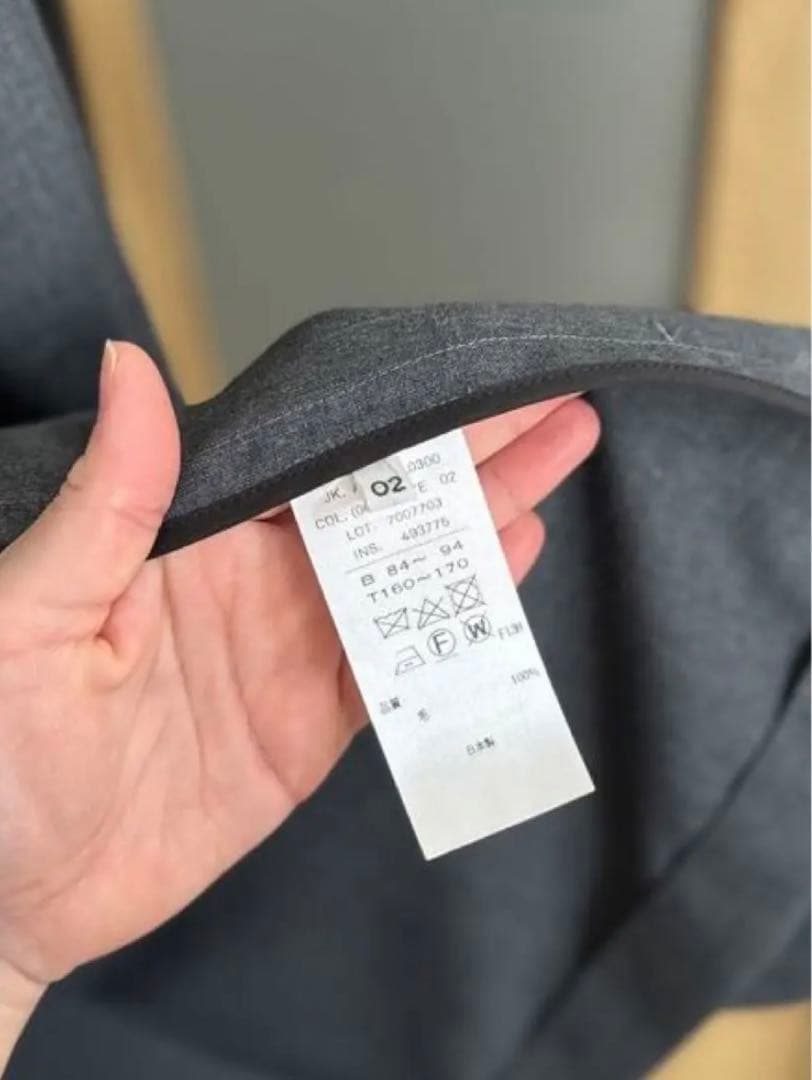 02
JK. 0300
COL. E 02
LOT. 7007703
INS. 493775
B 84〜 94
T160〜170
F W
品質
毛 100%
日本製